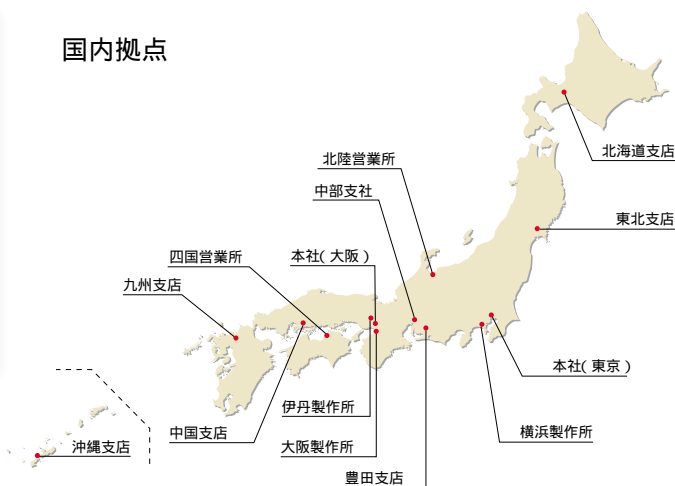 国内拠点
北海道支店
北陸営業所
中部支社
東北支店
四国営業所
本社(大阪)
九州支店
本社(東京)
伊丹製作所
中国支店
横浜製作所
沖縄支店
大阪製作所
豊田支店